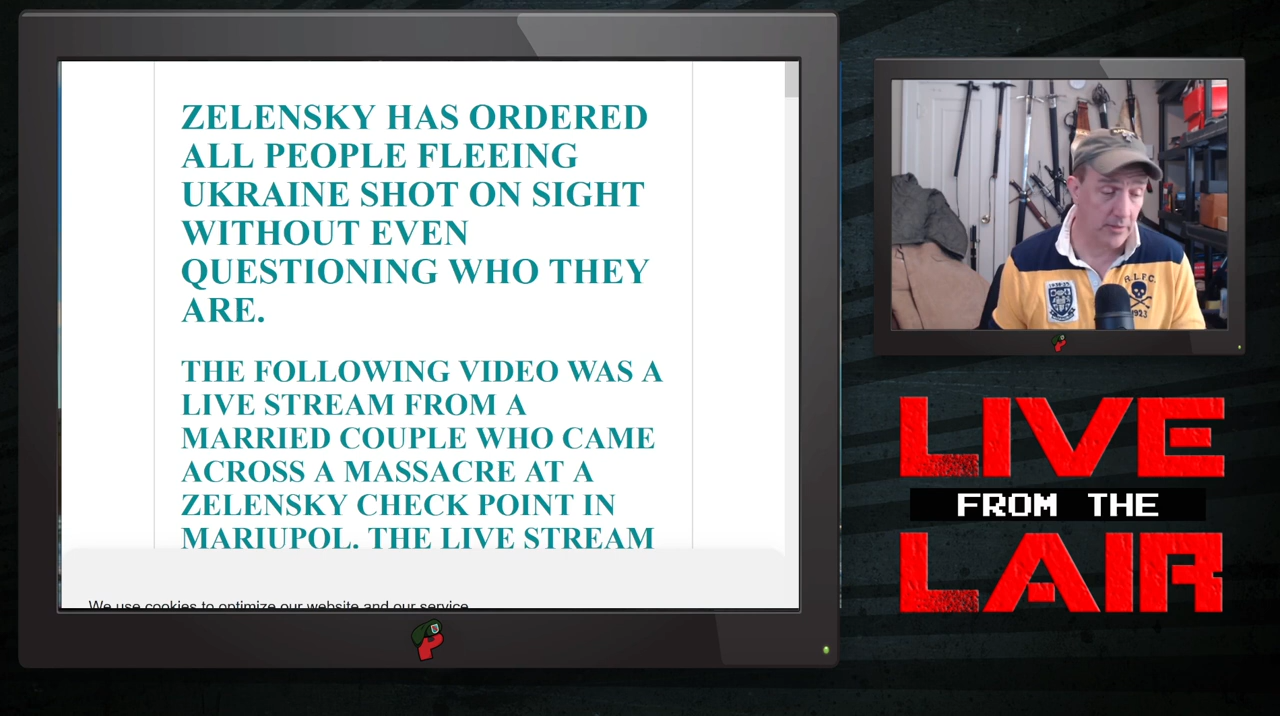 ZELENSKY HAS ORDERED
ALL PEOPLE FLEEING
UKRAINE SHOT ON SIGHT
WITHOUT EVEN
QUESTIONING WHO THEY
ARE.
THE FOLLOWING VIDEO WAS A
LIVE STREAM FROM A
MARRIED COUPLE WHO CAME
ACROSS A MASSACRE AT A
ZELENSKY CHECK POINT IN
MARIUPOL. THE LIVE STREAM
We use cookies to optimize our website and our service.
R.L.F.C.
1923
LIVE
FROM THE
LAIR